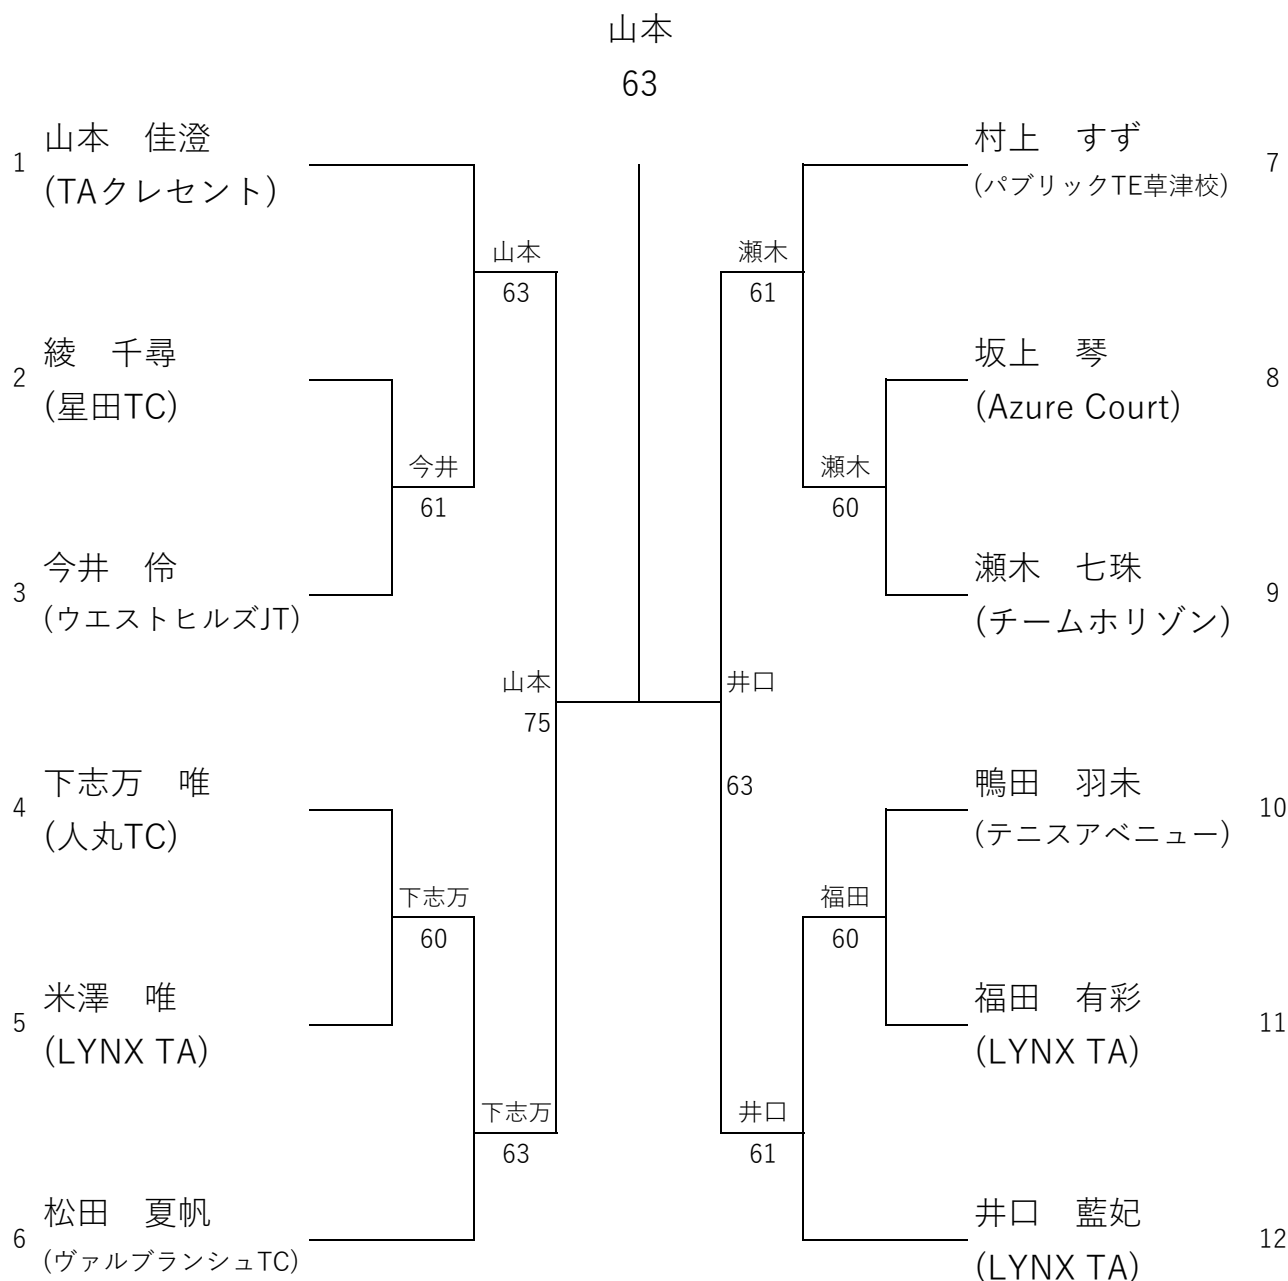 山本
63
1 山本　佳澄
(TAクレセント)
2 綾　千尋
(星田TC)
3 今井　伶
(ウエストヒルズJT)
4 下志万　唯
(人丸TC)
5 米澤　唯
(LYNX TA)
6 松田　夏帆
(ヴァルブランシュTC)
山本
63
今井
61
山本
75
下志万
60
下志万
63
瀬木
61
瀬木
60
井口
63
福田
60
井口
61
村上　すず 7
(パブリックTE草津校)
坂上　琴 8
(Azure Court)
瀬木　七珠 9
(チームホリゾン)
鴨田　羽未 10
(テニスアベニュー)
福田　有彩 11
(LYNX TA)
井口　藍妃 12
(LYNX TA)